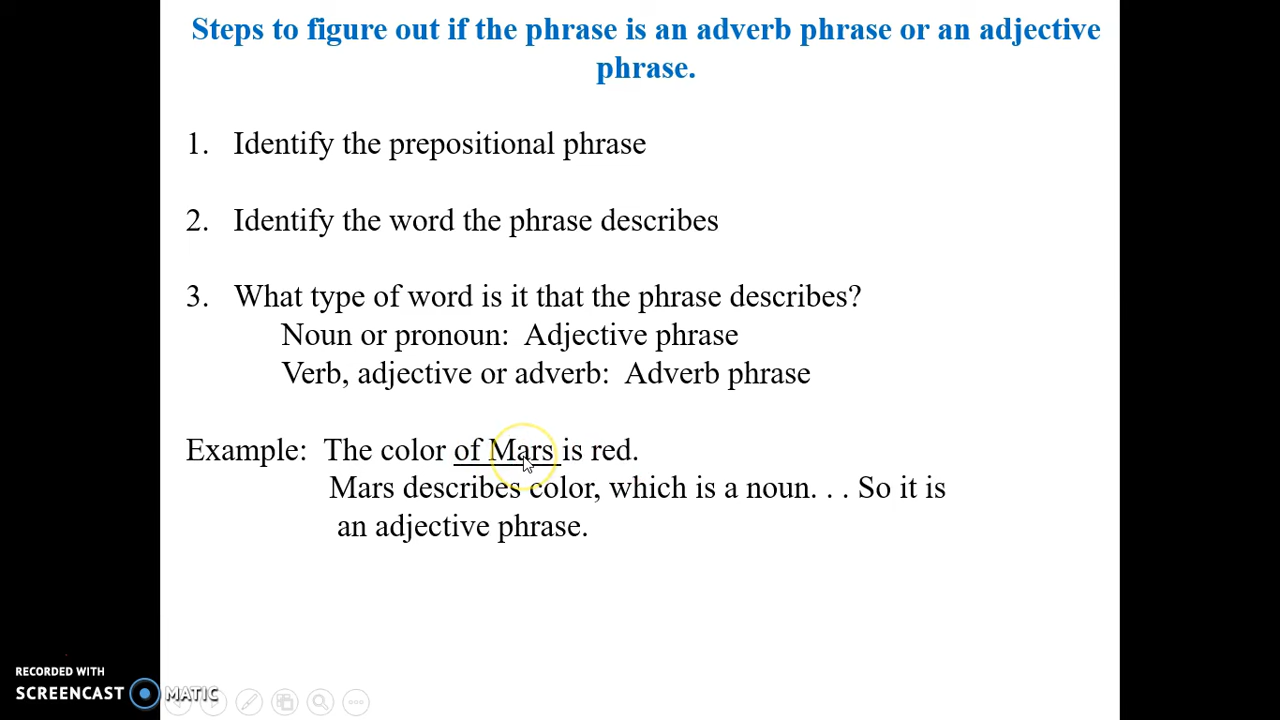 Steps to figure out if the phrase is an adverb phrase or an adjective
phrase.
1. Identify the prepositional phrase
2. Identify the word the phrase describes
3. What type of word is it that the phrase describes?
Noun or pronoun: Adjective phrase
Verb, adjective or adverb: Adverb phrase
Example: The color of Mars is red.
Mars describes color, which is a noun. . . So it is
an adjective phrase.
RECORDED WITH
SCREENCAST MATIC